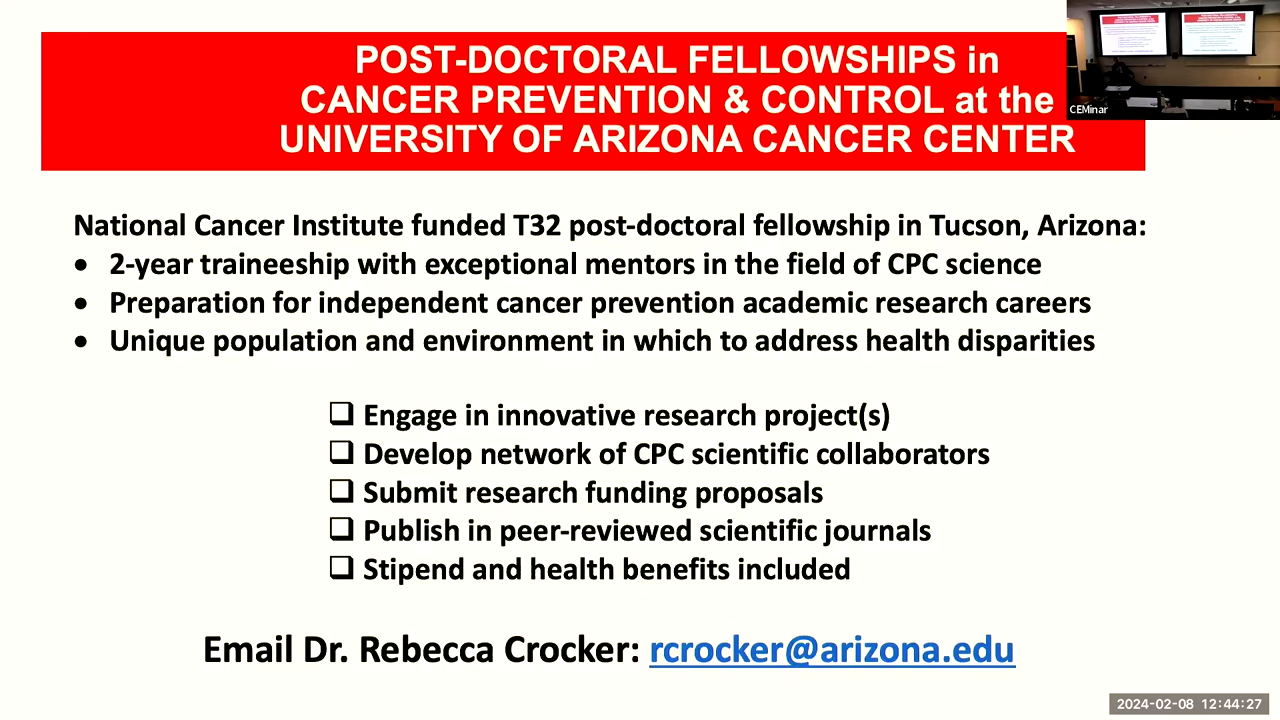 POST-DOCTORAL FELLOWSHIPS in
CANCER PREVENTION & CONTROL at the
UNIVERSITY OF ARIZONA CANCER CENTER
CEMinar
National Cancer Institute funded T32 post-doctoral fellowship in Tucson, Arizona:
• 2-year traineeship with exceptional mentors in the field of CPC science
• Preparation for independent cancer prevention academic research careers
• Unique population and environment in which to address health disparities
❑ Engage in innovative research project(s)
❑ Develop network of CPC scientific collaborators
❑ Submit research funding proposals
❑ Publish in peer-reviewed scientific journals
❑ Stipend and health benefits included
Email Dr. Rebecca Crocker: rcrocker@arizona.edu
2024-02-08 12:44:27